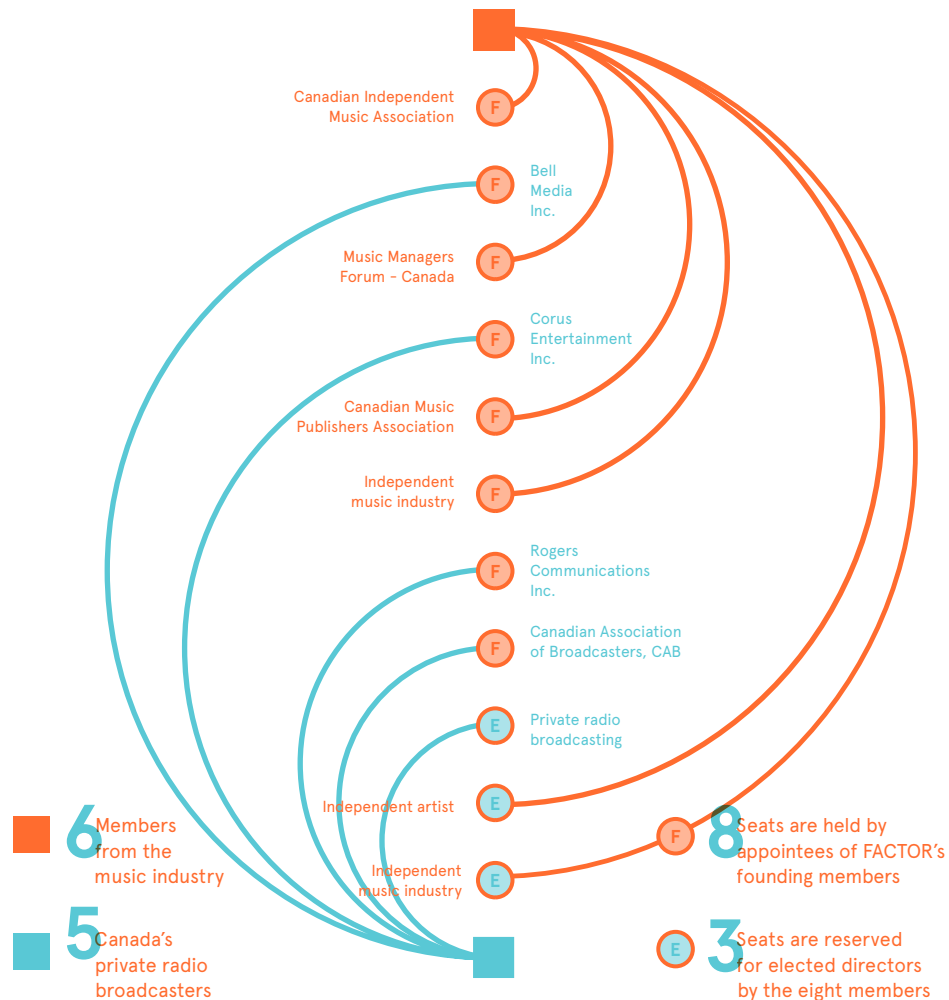 Canadian Independent
Music Association
F
F
Bell
Media
Inc.
Music Managers
Forum - Canada
F
F
Corus
Entertainment
Inc.
Canadian Music
Publishers Association
F
Independent
music industry
F
F
Rogers
Communications
Inc.
F
Canadian Association
of Broadcasters, CAB
E
Private radio
broadcasting
Independent artist
E
Independent
music industry
E
6
Members
from the
music industry
5
Canada's
private radio
broadcasters
F
8
Seats are held by
appointees of FACTOR's
founding members
E
3
Seats are reserved
for elected directors
by the eight members